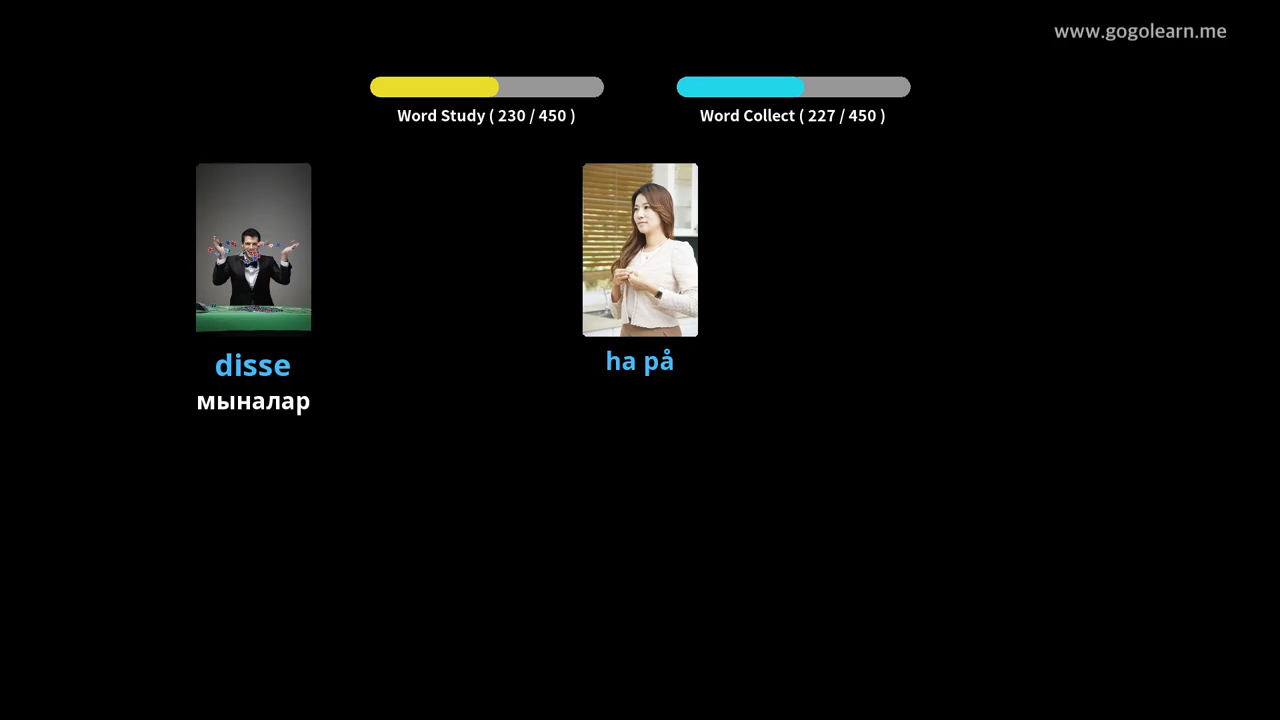 www.gogolearn.me
Word Study ( 230 / 450 )
Word Collect ( 227 / 450 )
disse
мыналар
ha på